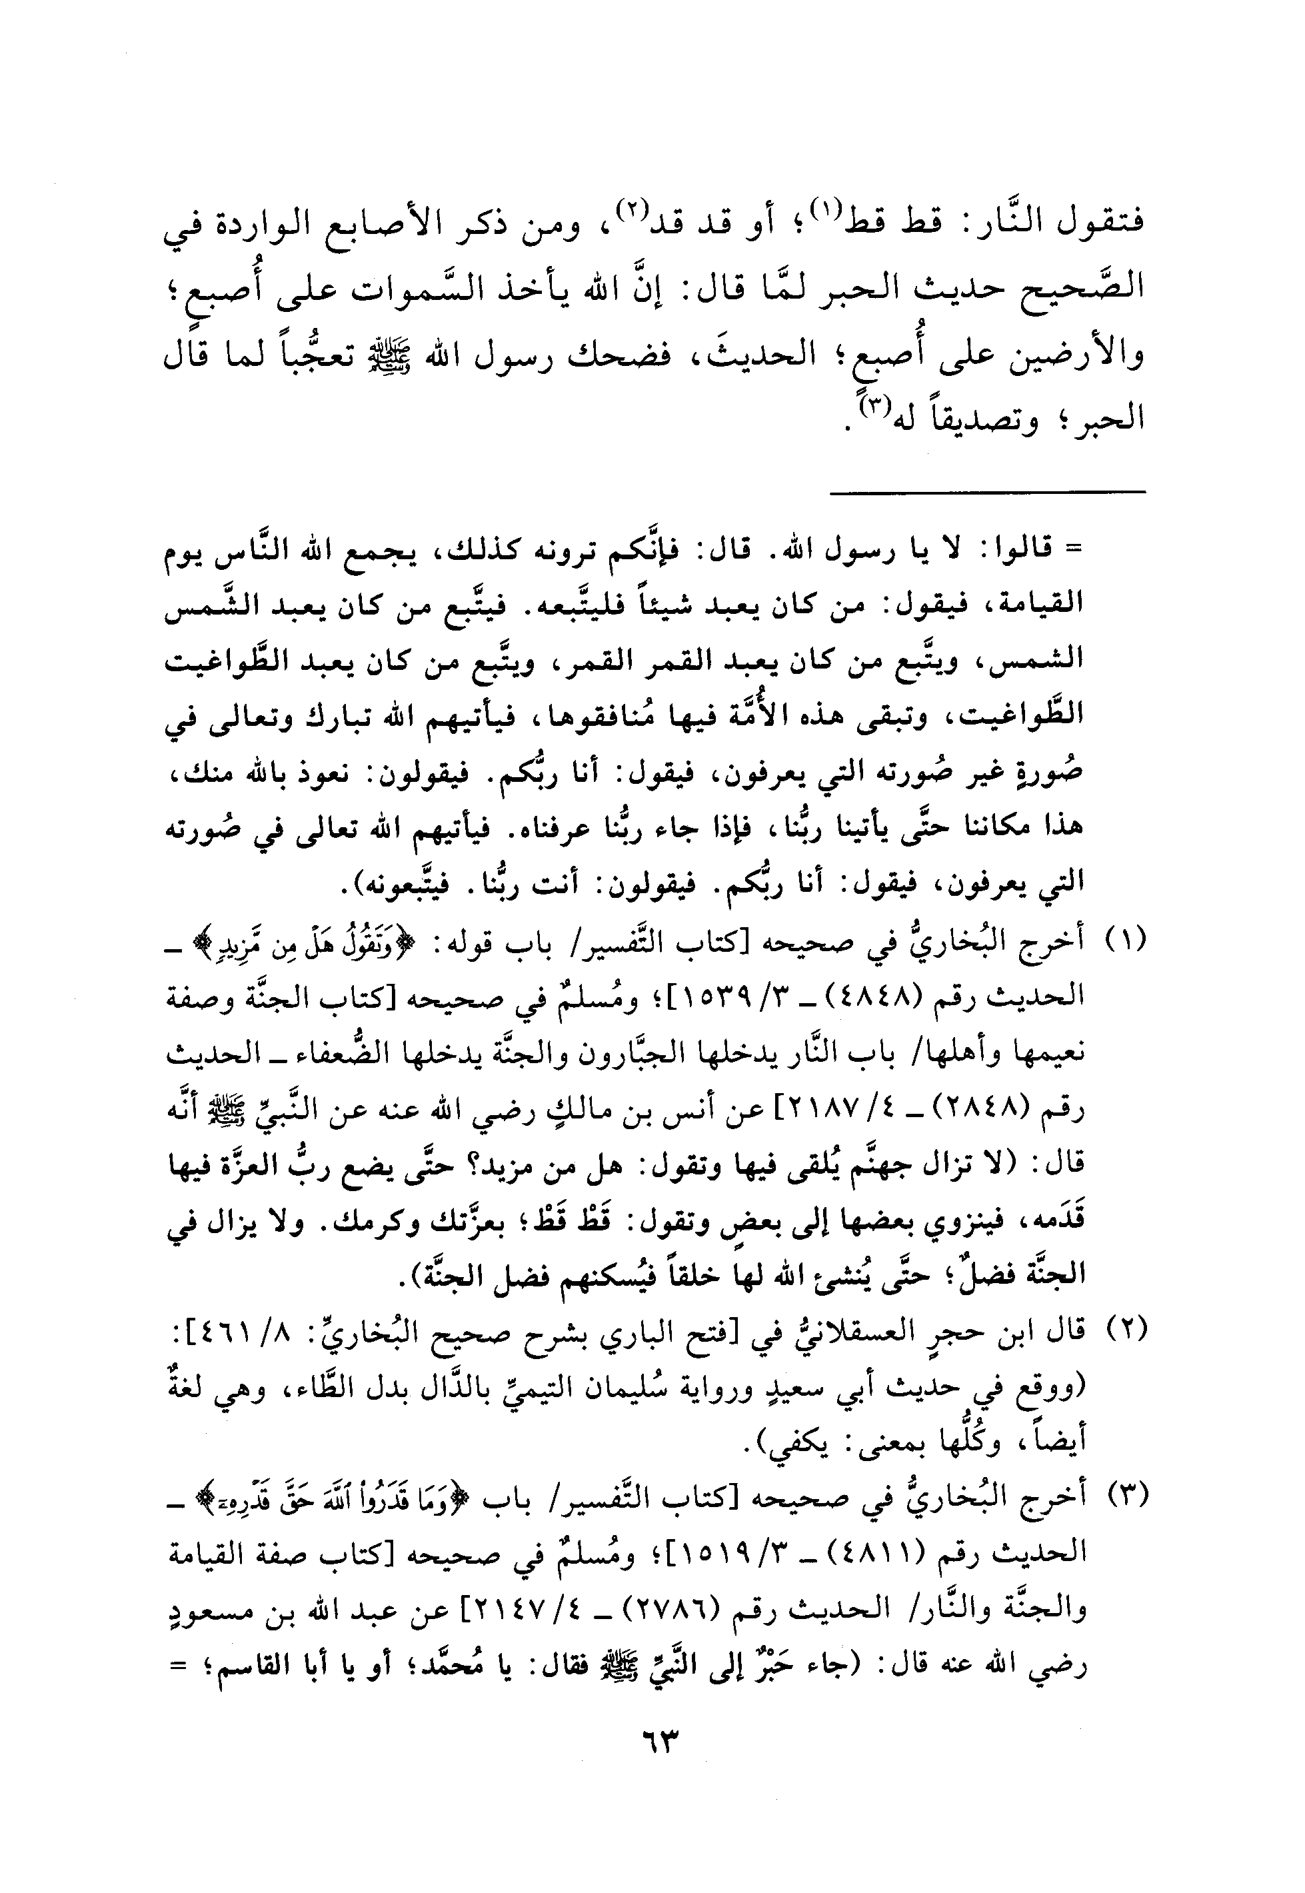 فتقول النَّار: قط قط(١)؛ أو قد قد(٢)، ومن ذكر الأصابع الواردة في
الصَّحيح حديث الحبر لمَّا قال: إنَّ الله يأخذ السَّموات على أُصبعٍ؛
والأرضين على أُصبعٍ؛ الحديثَ، فضحك رسول الله ﷺ تعجُّباً لما قال
الحبر؛ وتصديقاً له(٣).
= قالوا: لا يا رسول الله. قال: فإنَّكم ترونه كذلك، يجمع الله النَّاس يوم
القيامة، فيقول: من كان يعبد شيئاً فليتَّبعه. فيتَّبع من كان يعبد الشَّمس
الشمس، ويتَّبع من كان يعبد القمر القمر، ويتَّبع من كان يعبد الطَّواغيت
الطَّواغيت، وتبقى هذه الأُمَّة فيها مُنافقوها، فيأتيهم الله تبارك وتعالى في
صُورةٍ غير صُورته التي يعرفون، فيقول: أنا ربُّكم. فيقولون: نعوذ بالله منك،
هذا مكاننا حتَّى يأتينا ربُّنا، فإذا جاء ربُّنا عرفناه. فيأتيهم الله تعالى في صُورته
التي يعرفون، فيقول: أنا ربُّكم. فيقولون: أنت ربُّنا. فيتَّبعونه).
(١) أخرج البُخاريُّ في صحيحه [كتاب التَّفسير/ باب قوله: ﴿وَتَقُولُ هَلْ مِن مَّزِيدٍ﴾ ـ
الحديث رقم (٤٨٤٨) ـ ٣/ ١٥٣٩]؛ ومُسلمٌ في صحيحه [كتاب الجنَّة وصفة
نعيمها وأهلها/ باب النَّار يدخلها الجبَّارون والجنَّة يدخلها الضُّعفاء ـ الحديث
رقم (٢٨٤٨) ـ ٤/ ٢١٨٧] عن أنس بن مالكٍ رضي الله عنه عن النَّبيِّ ﷺ أنَّه
قال: (لا تزال جهنَّم يُلقى فيها وتقول: هل من مزيد؟ حتَّى يضع ربُّ العزَّة فيها
قَدَمه، فينزوي بعضها إلى بعضٍ وتقول: قَطْ قَطْ؛ بعزَّتك وكرمك. ولا يزال في
الجنَّة فضلٌ؛ حتَّى يُنشئ الله لها خلقاً فيُسكنهم فضل الجنَّة).
(٢) قال ابن حجرٍ العسقلانيُّ في [فتح الباري بشرح صحيح البُخاريِّ: ٨/ ٤٦١]:
(ووقع في حديث أبي سعيدٍ ورواية سُليمان التيميِّ بالدَّال بدل الطَّاء، وهي لغةٌ
أيضاً، وكُلُّها بمعنى: يكفي).
(٣) أخرج البُخاريُّ في صحيحه [كتاب التَّفسير/ باب ﴿وَمَا قَدَرُوا۟ ٱللَّهَ حَقَّ قَدْرِهِۦ﴾ ـ
الحديث رقم (٤٨١١) ـ ٣/ ١٥١٩]؛ ومُسلمٌ في صحيحه [كتاب صفة القيامة
والجنَّة والنَّار/ الحديث رقم (٢٧٨٦) ـ ٤/ ٢١٤٧] عن عبد الله بن مسعودٍ
رضي الله عنه قال: (جاء حَبْرٌ إلى النَّبيِّ ﷺ فقال: يا مُحمَّد؛ أو يا أبا القاسم؛ =
٦٣